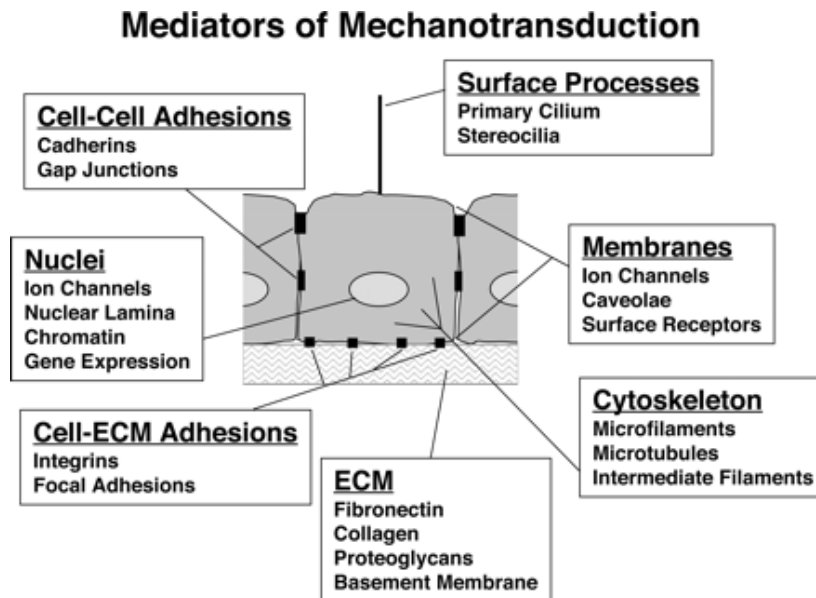 Mediators of Mechanotransduction
Surface Processes
Primary Cilium
Stereocilia
Cell-Cell Adhesions
Cadherins
Gap Junctions
Nuclei
Ion Channels
Nuclear Lamina
Chromatin
Gene Expression
Membranes
Ion Channels
Caveolae
Surface Receptors
Cell-ECM Adhesions
Integrins
Focal Adhesions
ECM
Fibronectin
Collagen
Proteoglycans
Basement Membrane
Cytoskeleton
Microfilaments
Microtubules
Intermediate Filaments